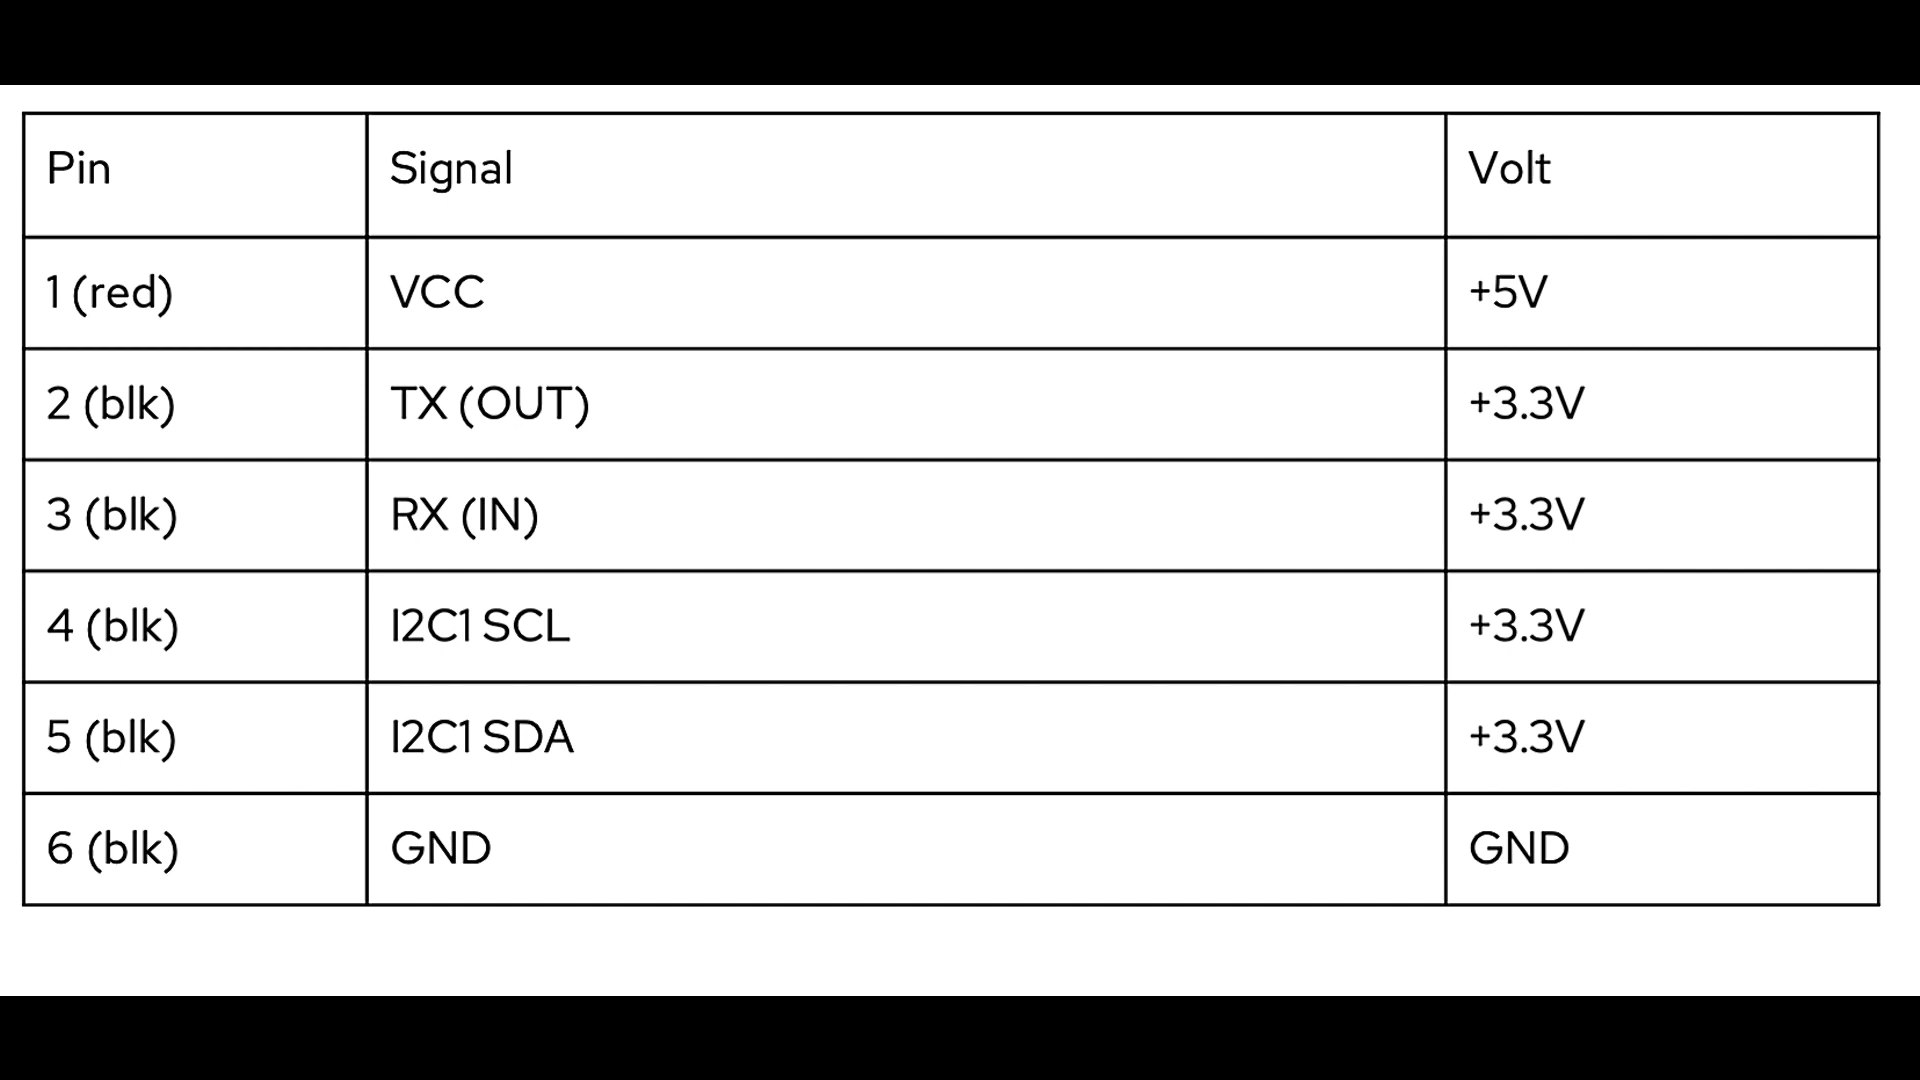 Pin Signal Volt
1 (red) VCC +5V
2 (blk) TX (OUT) +3.3V
3 (blk) RX (IN) +3.3V
4 (blk) I2C1 SCL +3.3V
5 (blk) I2C1 SDA +3.3V
6 (blk) GND GND